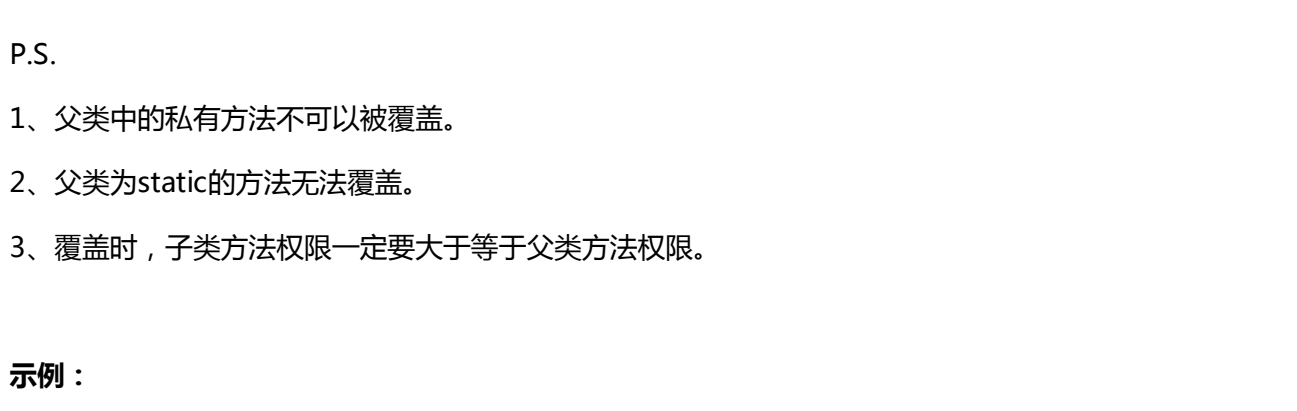 P.S.
1、父类中的私有方法不可以被覆盖。
2、父类为static的方法无法覆盖。
3、覆盖时，子类方法权限一定要大于等于父类方法权限。
示例：